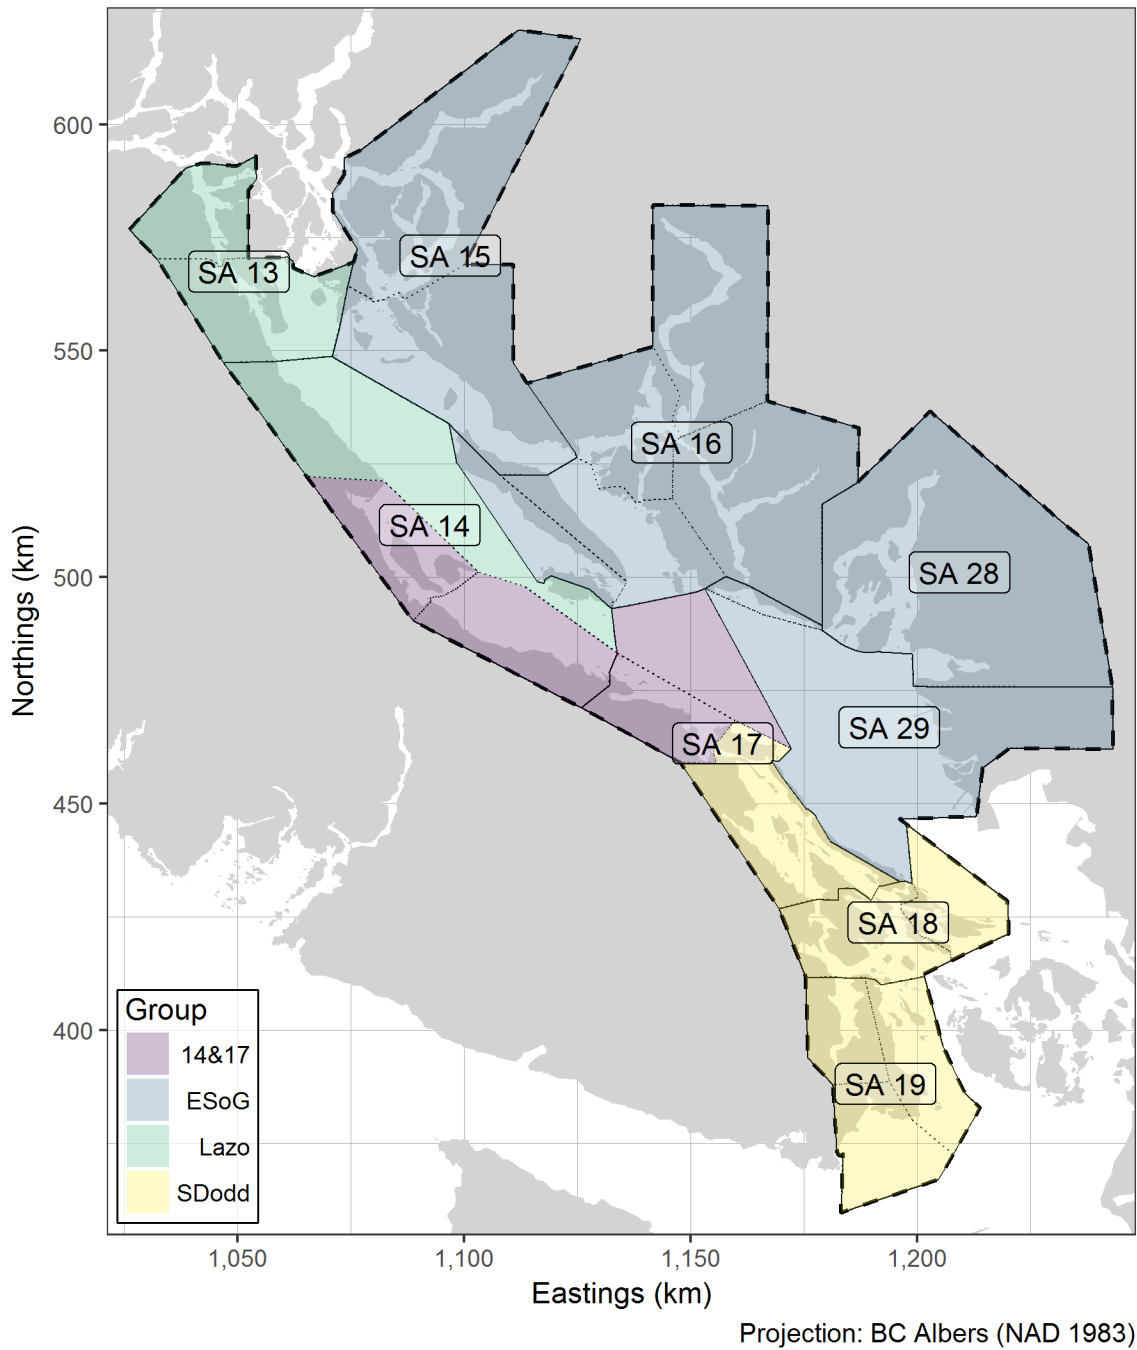 600
550
500
450
400
Northings (km)
SA 15
SA 13
SA 16
SA 14
SA 28
SA 29
SA 17
SA 18
SA 19
Group
14&17
ESoG
Lazo
SDodd
1,050
1,100
1,150
1,200
Eastings (km)
Projection: BC Albers (NAD 1983)